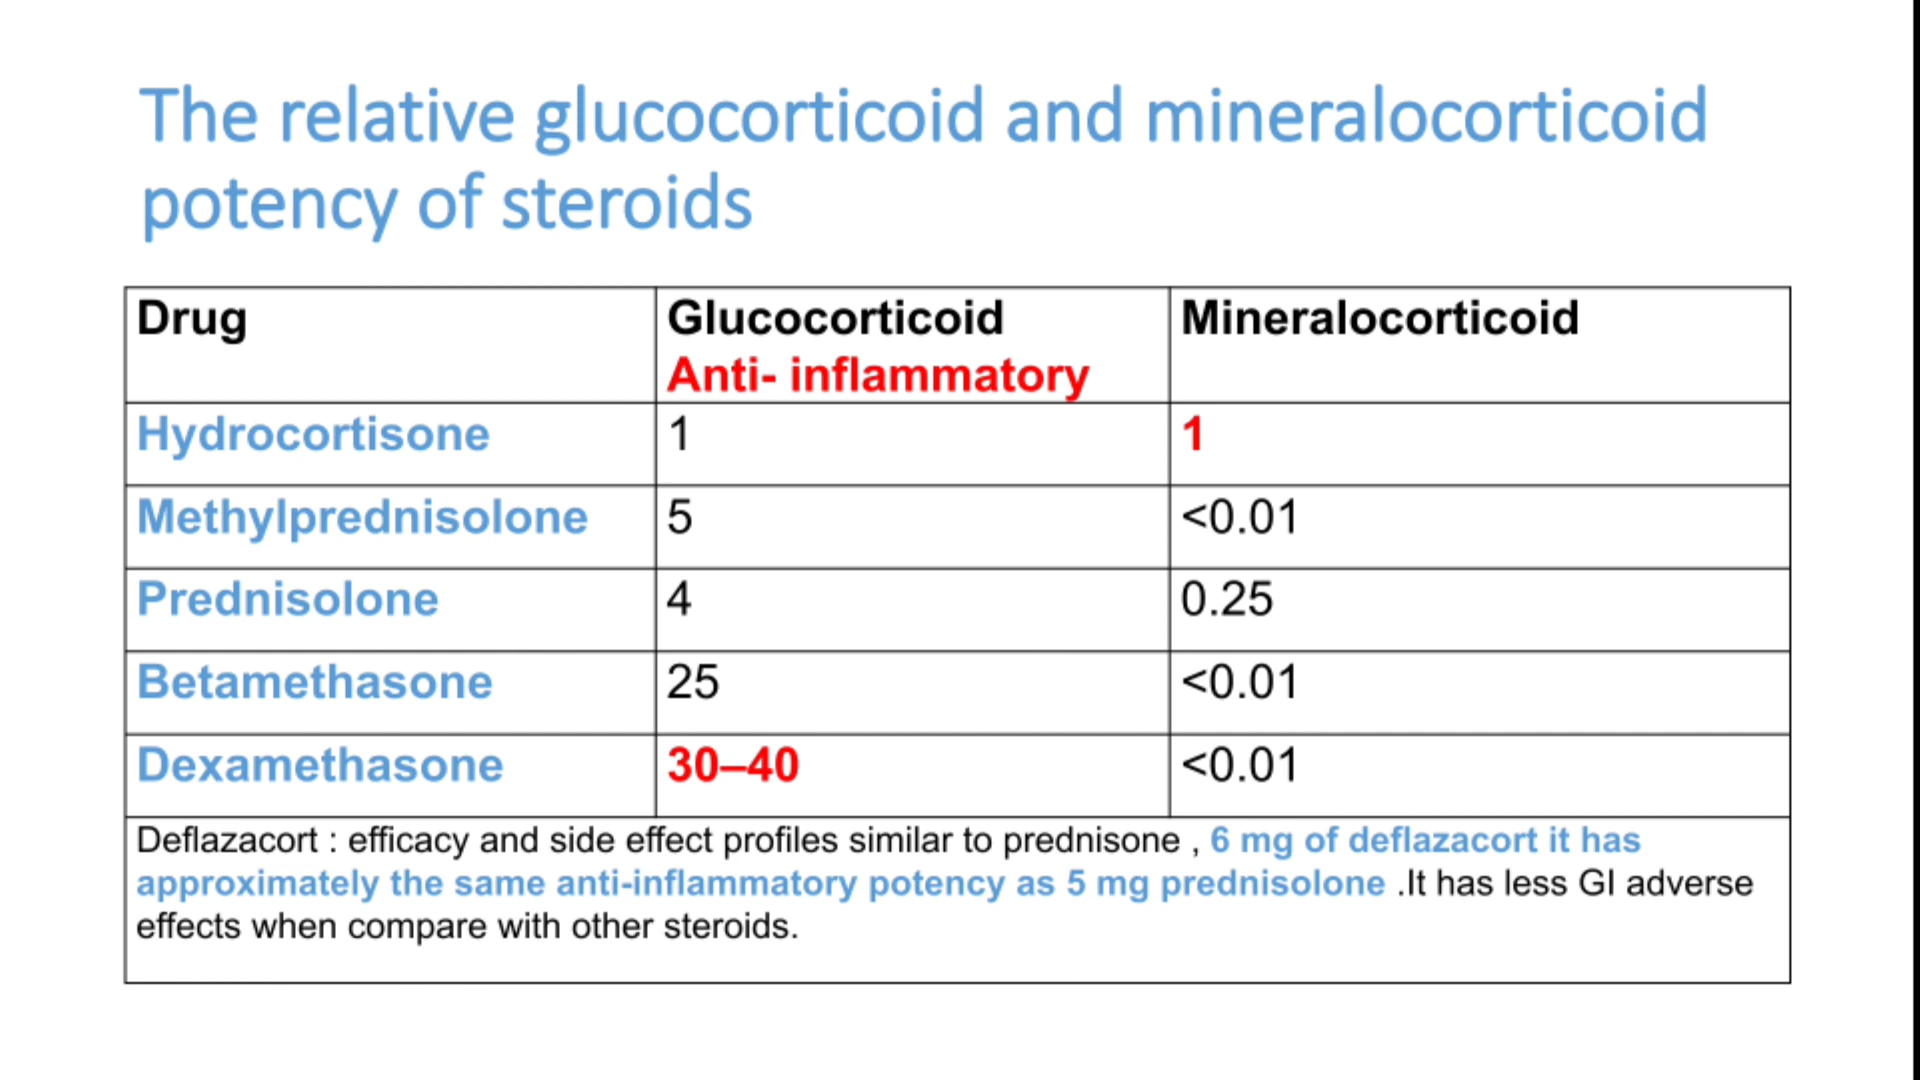 The relative glucocorticoid and mineralocorticoid
potency of steroids
Drug Glucocorticoid Mineralocorticoid
Anti- inflammatory
Hydrocortisone 1 1
Methylprednisolone 5 <0.01
Prednisolone 4 0.25
Betamethasone 25 <0.01
Dexamethasone 30–40 <0.01
Deflazacort : efficacy and side effect profiles similar to prednisone , 6 mg of deflazacort it has
approximately the same anti-inflammatory potency as 5 mg prednisolone .It has less GI adverse
effects when compare with other steroids.